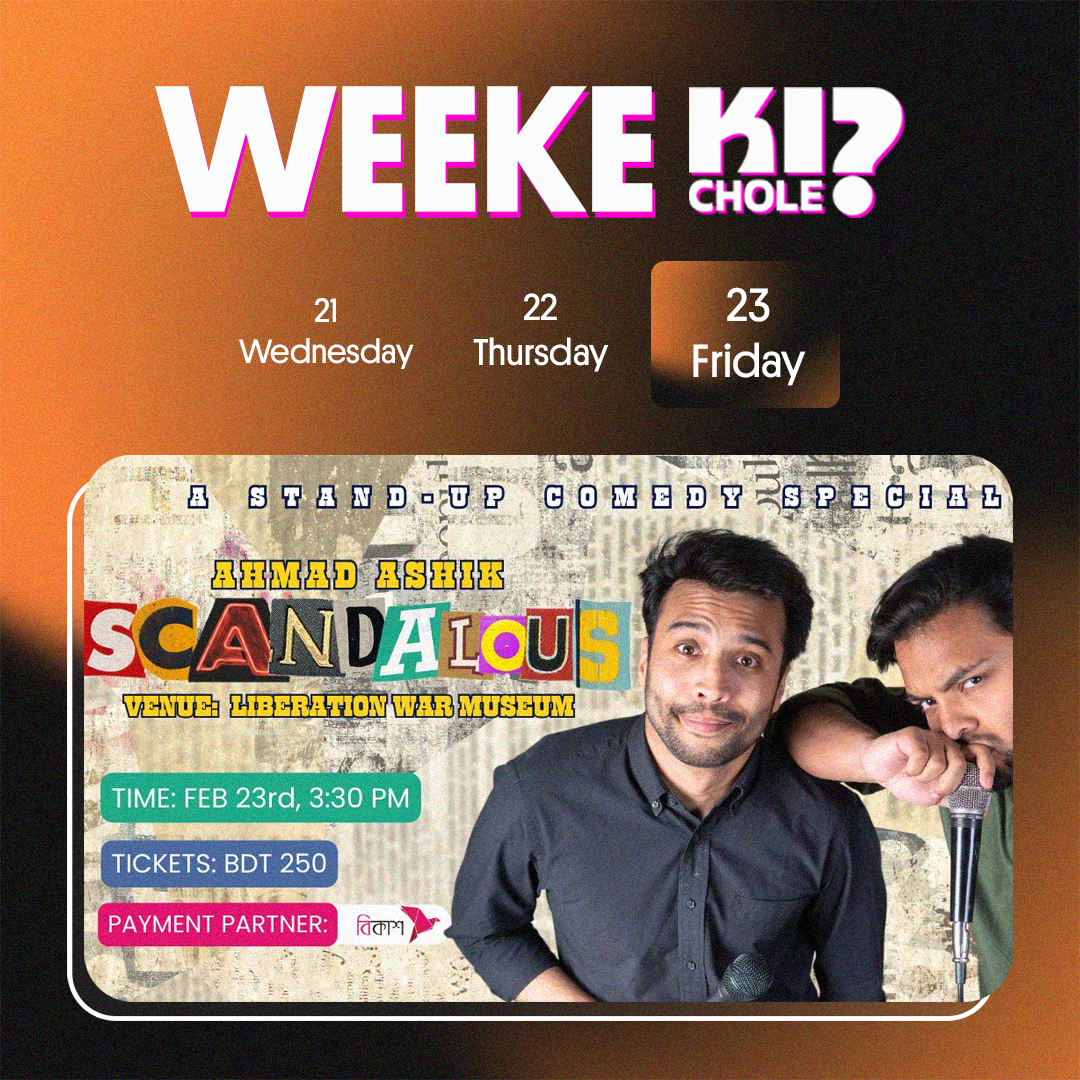 WEEKE KI?
CHOLE
21
Wednesday
22
Thursday
23
Friday
A STAND-UP COMEDY SPECIAL
AHMAD ASHIK
SCANDALOUS
VENUE: LIBERATION WAR MUSEUM
TIME: FEB 23rd, 3:30 PM
TICKETS: BDT 250
PAYMENT PARTNER: বিকাশ